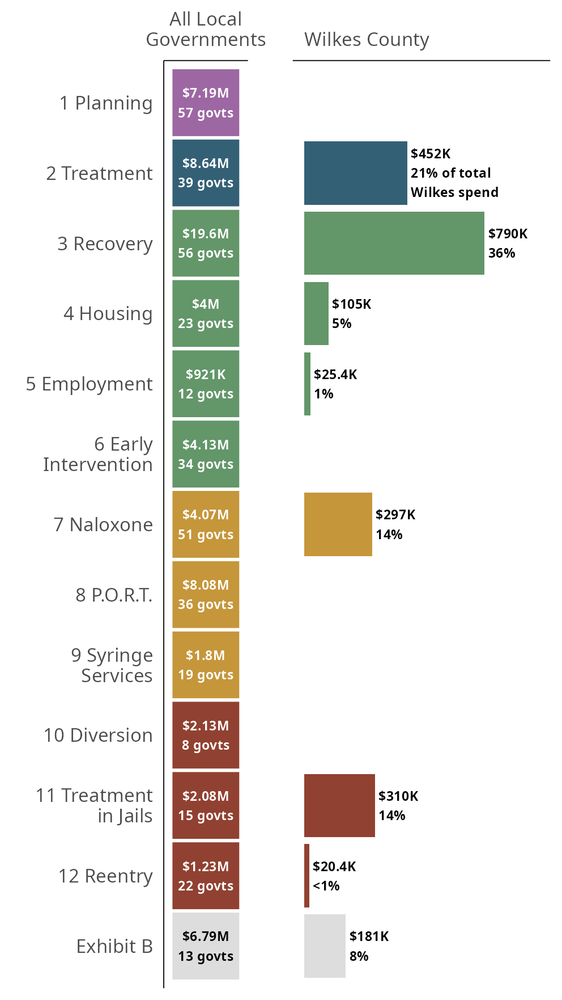 All Local
Governments
Wilkes County
1 Planning
$7.19M
57 govts
2 Treatment
$8.64M
39 govts
$452K
21% of total
Wilkes spend
3 Recovery
$19.6M
56 govts
$790K
36%
4 Housing
$4M
23 govts
$105K
5%
5 Employment
$921K
12 govts
$25.4K
1%
6 Early
Intervention
$4.13M
34 govts
7 Naloxone
$4.07M
51 govts
$297K
14%
8 P.O.R.T.
$8.08M
36 govts
9 Syringe
Services
$1.8M
19 govts
10 Diversion
$2.13M
8 govts
11 Treatment
in Jails
$2.08M
15 govts
$310K
14%
12 Reentry
$1.23M
22 govts
$20.4K
<1%
Exhibit B
$6.79M
13 govts
$181K
8%